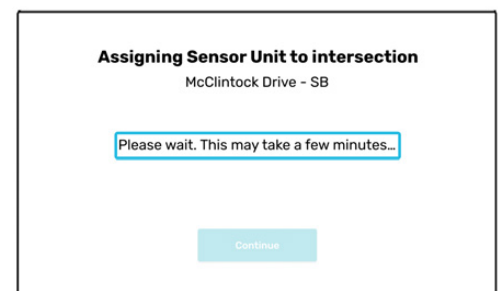 Assigning Sensor Unit to intersection
McClintock Drive - SB
Please wait. This may take a few minutes...
Continue